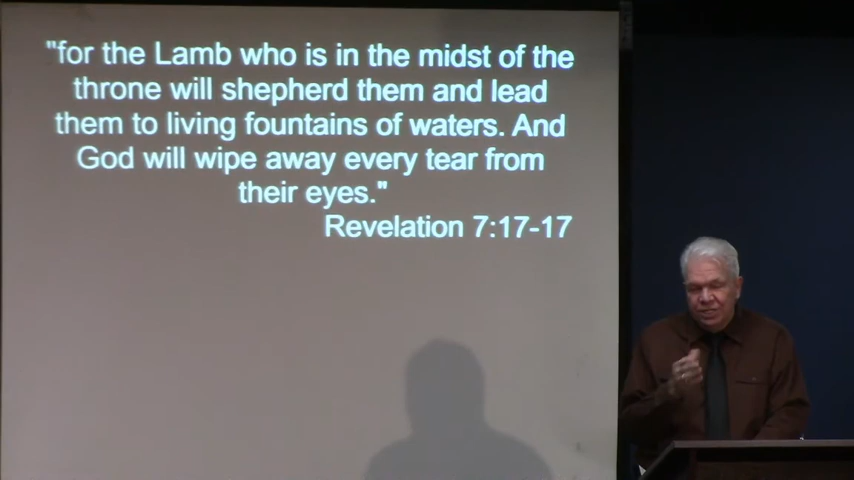 "for the Lamb who is in the midst of the
throne will shepherd them and lead
them to living fountains of waters. And
God will wipe away every tear from
their eyes."
Revelation 7:17-17